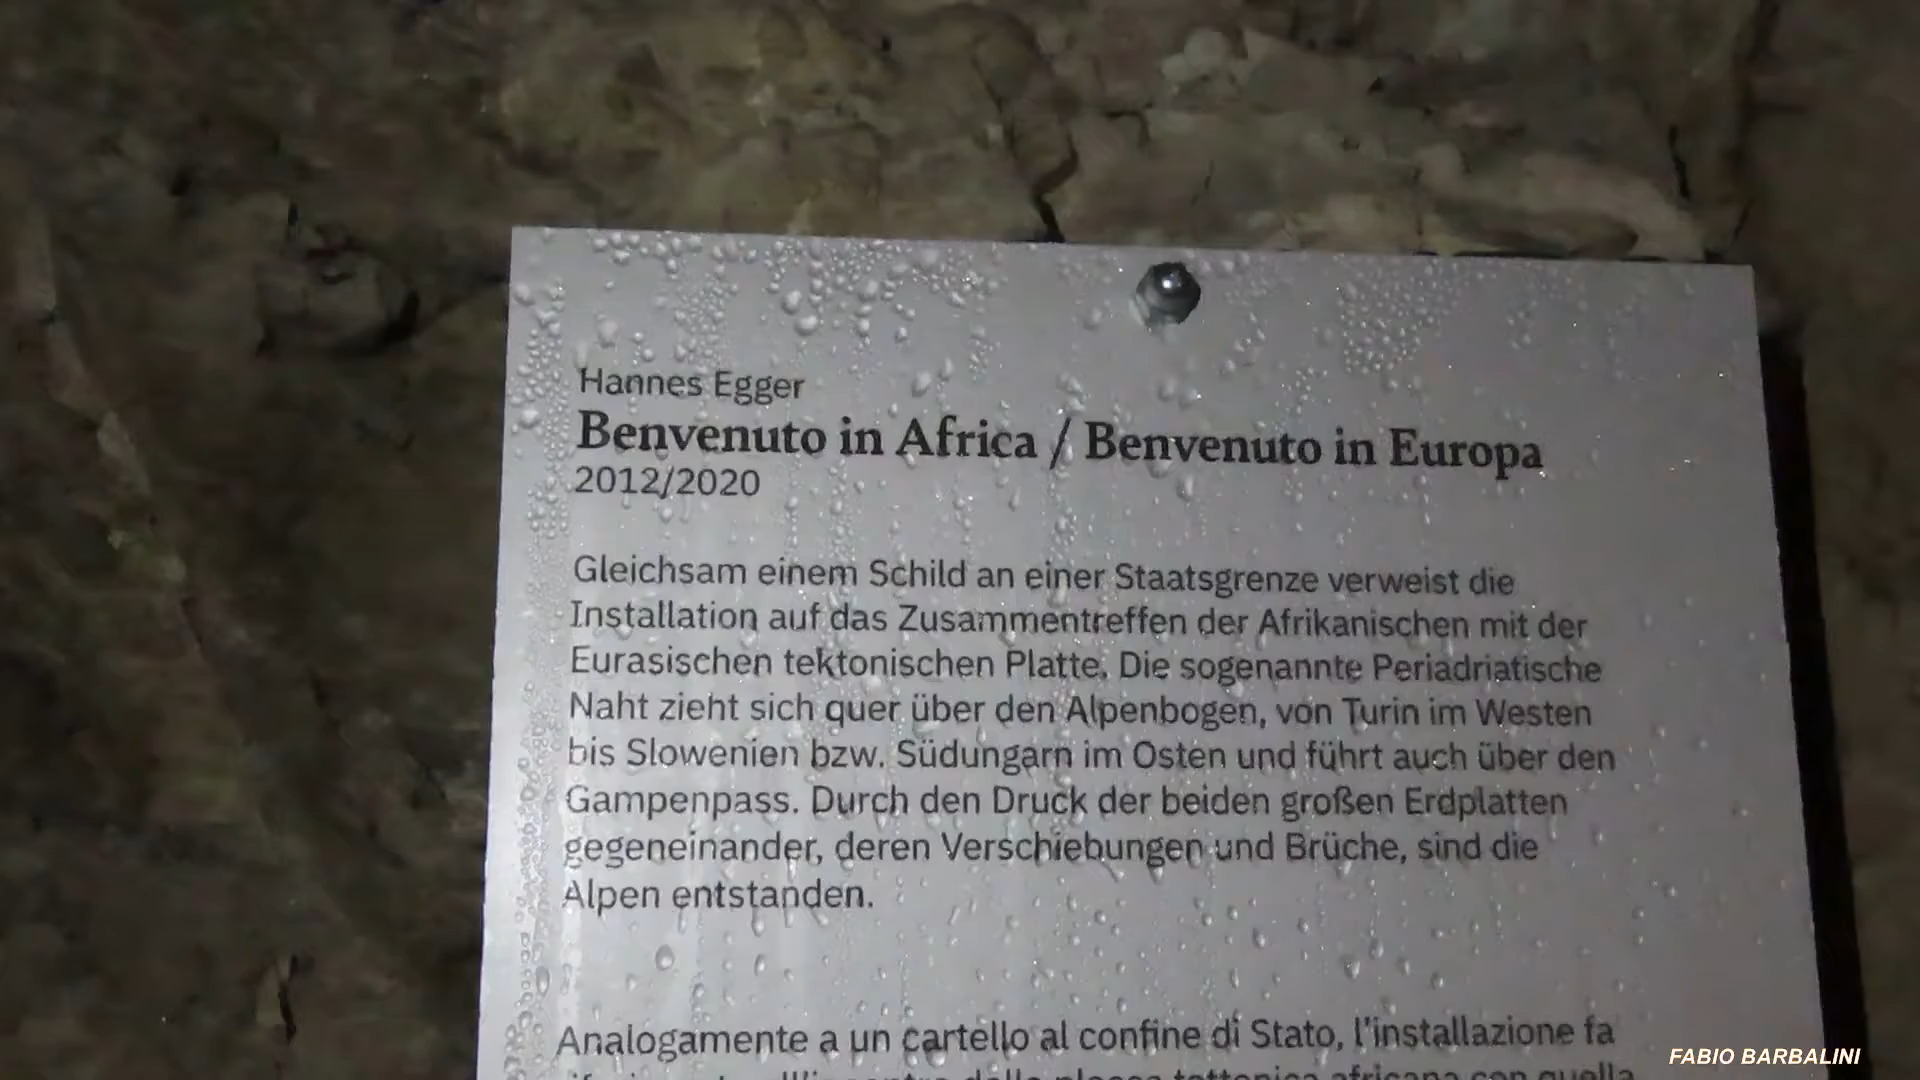 Hannes Egger
Benvenuto in Africa / Benvenuto in Europa
2012/2020
Gleichsam einem Schild an einer Staatsgrenze verweist die
Installation auf das Zusammentreffen der Afrikanischen mit der
Eurasischen tektonischen Platte. Die sogenannte Periadriatische
Naht zieht sich quer über den Alpenbogen, von Turin im Westen
bis Slowenien bzw. Südungarn im Osten und führt auch über den
Gampenpass. Durch den Druck der beiden großen Erdplatten
gegeneinander, deren Verschiebungen und Brüche, sind die
Alpen entstanden.
Analogamente a un cartello al confine di Stato, l'installazione fa
FABIO BARBALINI